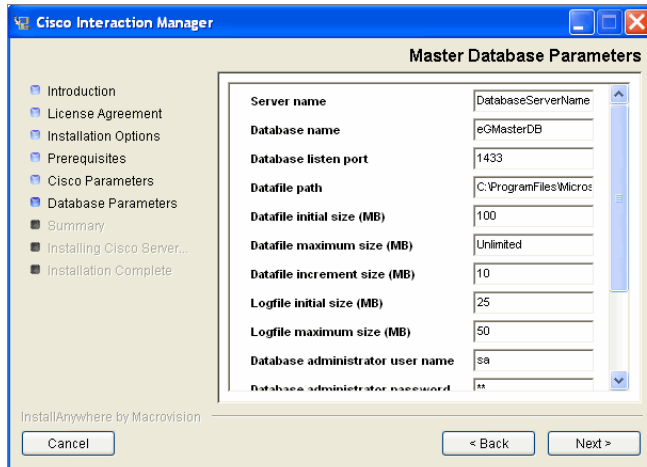 Cisco Interaction Manager
Master Database Parameters
Introduction
License Agreement
Installation Options
Prerequisites
Cisco Parameters
Database Parameters
Summary
Installing Cisco Server...
Installation Complete
Server name DatabaseServerName
Database name eGMasterDB
Database listen port 1433
Datafile path C:\ProgramFiles\Micros
Datafile initial size (MB) 100
Datafile maximum size (MB) Unlimited
Datafile increment size (MB) 10
Logfile initial size (MB) 25
Logfile maximum size (MB) 50
Database administrator user name sa
Database administrator password **
InstallAnywhere by Macrovision
Cancel < Back Next >